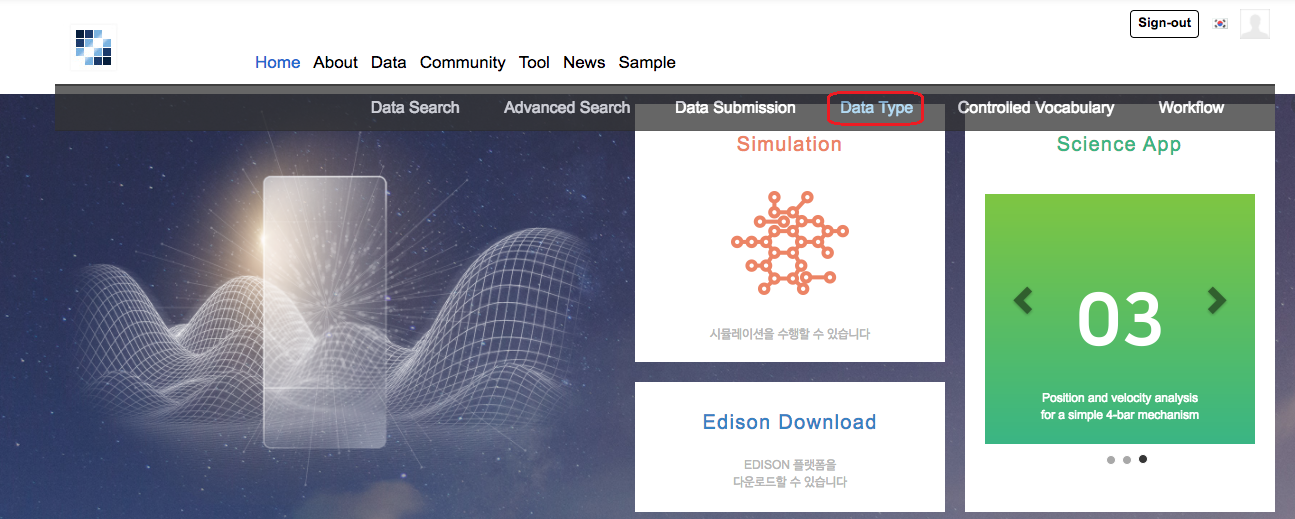 Sign-out
Home About Data Community Tool News Sample
Data Search Advanced Search Data Submission Data Type Controlled Vocabulary Workflow
Simulation
시뮬레이션을 수행할 수 있습니다
Edison Download
EDISON 플랫폼을
다운로드할 수 있습니다
Science App
03
Position and velocity analysis
for a simple 4-bar mechanism